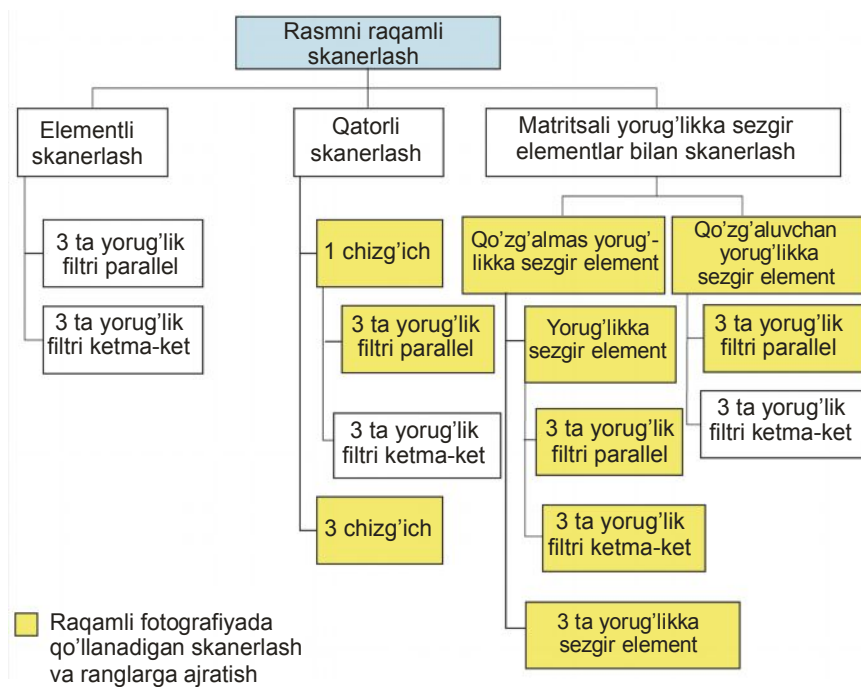 Rasmni raqamli
skanerlash
Elementli
skanerlash
3 ta yorug’lik
filtri parallel
3 ta yorug’lik
filtri ketma-ket
Qatorli
skanerlash
1 chizg’ich
3 ta yorug’lik
filtri parallel
3 ta yorug’lik
filtri ketma-ket
3 chizg’ich
Matritsali yorug’likka sezgir
elementlar bilan skanerlash
Qo’zg’almas yorug’-
likka sezgir element
Yorug’likka
sezgir element
3 ta yorug’lik
filtri parallel
3 ta yorug’lik
filtri ketma-ket
3 ta yorug’likka
sezgir element
Qo’zg’aluvchan
yorug’likka
sezgir element
3 ta yorug’lik
filtri parallel
3 ta yorug’lik
filtri ketma-ket
Raqamli fotografiyada
qo’llanadigan skanerlash
va ranglarga ajratish